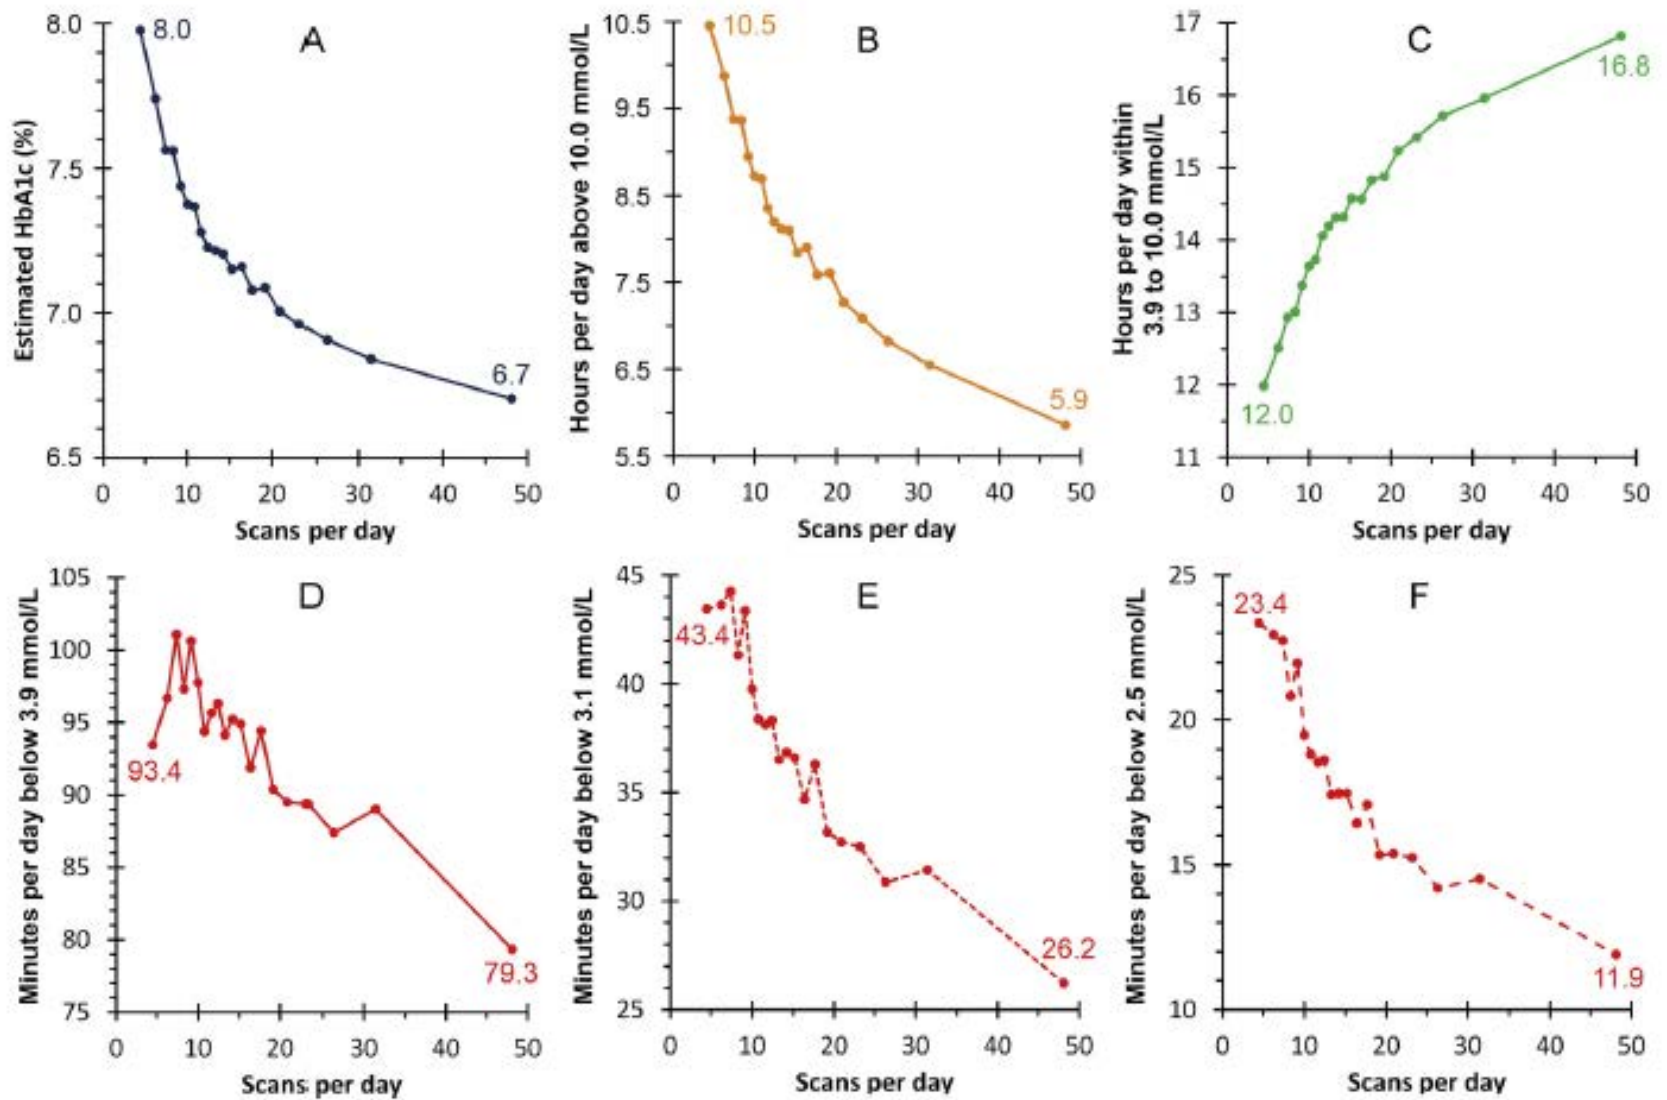 A
8.0
8.0
7.5
7.0
6.5
6.7
0 10 20 30 40 50
Estimated HbA1c (%)
Scans per day
B
10.5
10.5
9.5
8.5
7.5
6.5
5.5
5.9
0 10 20 30 40 50
Hours per day above 10.0 mmol/L
Scans per day
C
17
16
15
14
13
12
11
16.8
12.0
0 10 20 30 40 50
Hours per day within
3.9 to 10.0 mmol/L
Scans per day
D
105
100
95
90
85
80
75
93.4
79.3
0 10 20 30 40 50
Minutes per day below 3.9 mmol/L
Scans per day
E
45
40
35
30
25
43.4
26.2
0 10 20 30 40 50
Minutes per day below 3.1 mmol/L
Scans per day
F
25
20
15
10
23.4
11.9
0 10 20 30 40 50
Minutes per day below 2.5 mmol/L
Scans per day